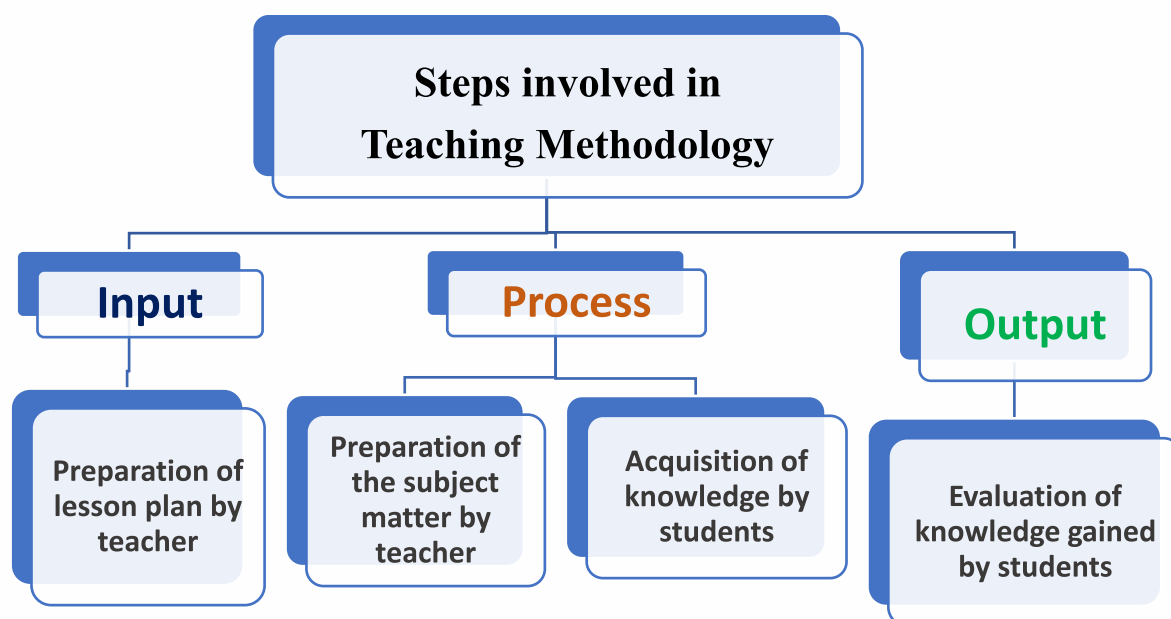 Steps involved in
Teaching Methodology
Input
Process
Output
Preparation of
lesson plan by
teacher
Preparation of
the subject
matter by
teacher
Acquisition of
knowledge by
students
Evaluation of
knowledge gained
by students